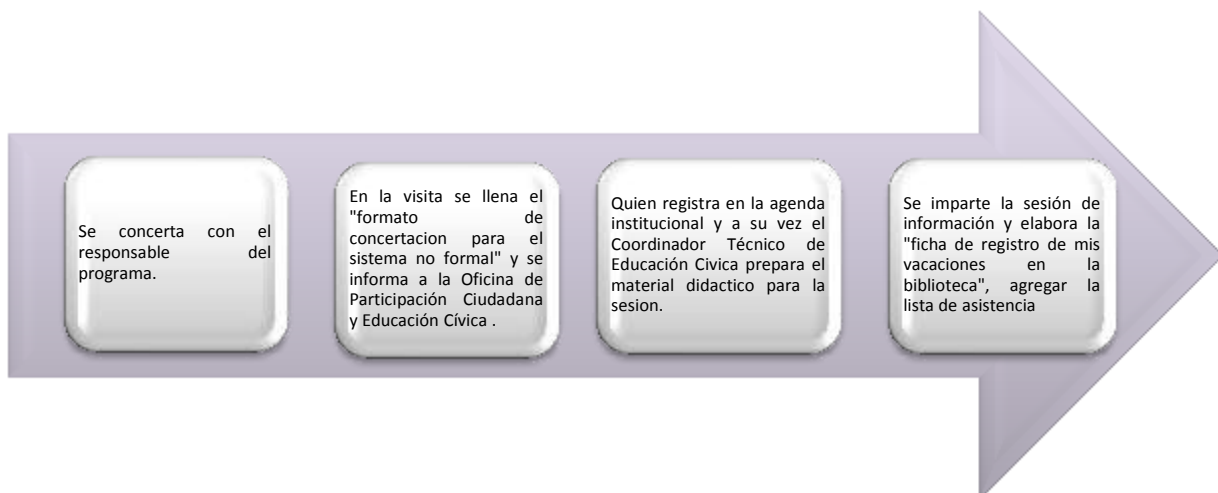 Se concerta con el
responsable del
programa.
En la visita se llena el
"formato de
concertacion para el
sistema no formal" y se
informa a la Oficina de
Participación Ciudadana
y Educación Cívica .
Quien registra en la agenda
institucional y a su vez el
Coordinador Técnico de
Educación Civica prepara el
material didactico para la
sesion.
Se imparte la sesión de
información y elabora la
"ficha de registro de mis
vacaciones en la
biblioteca", agregar la
lista de asistencia